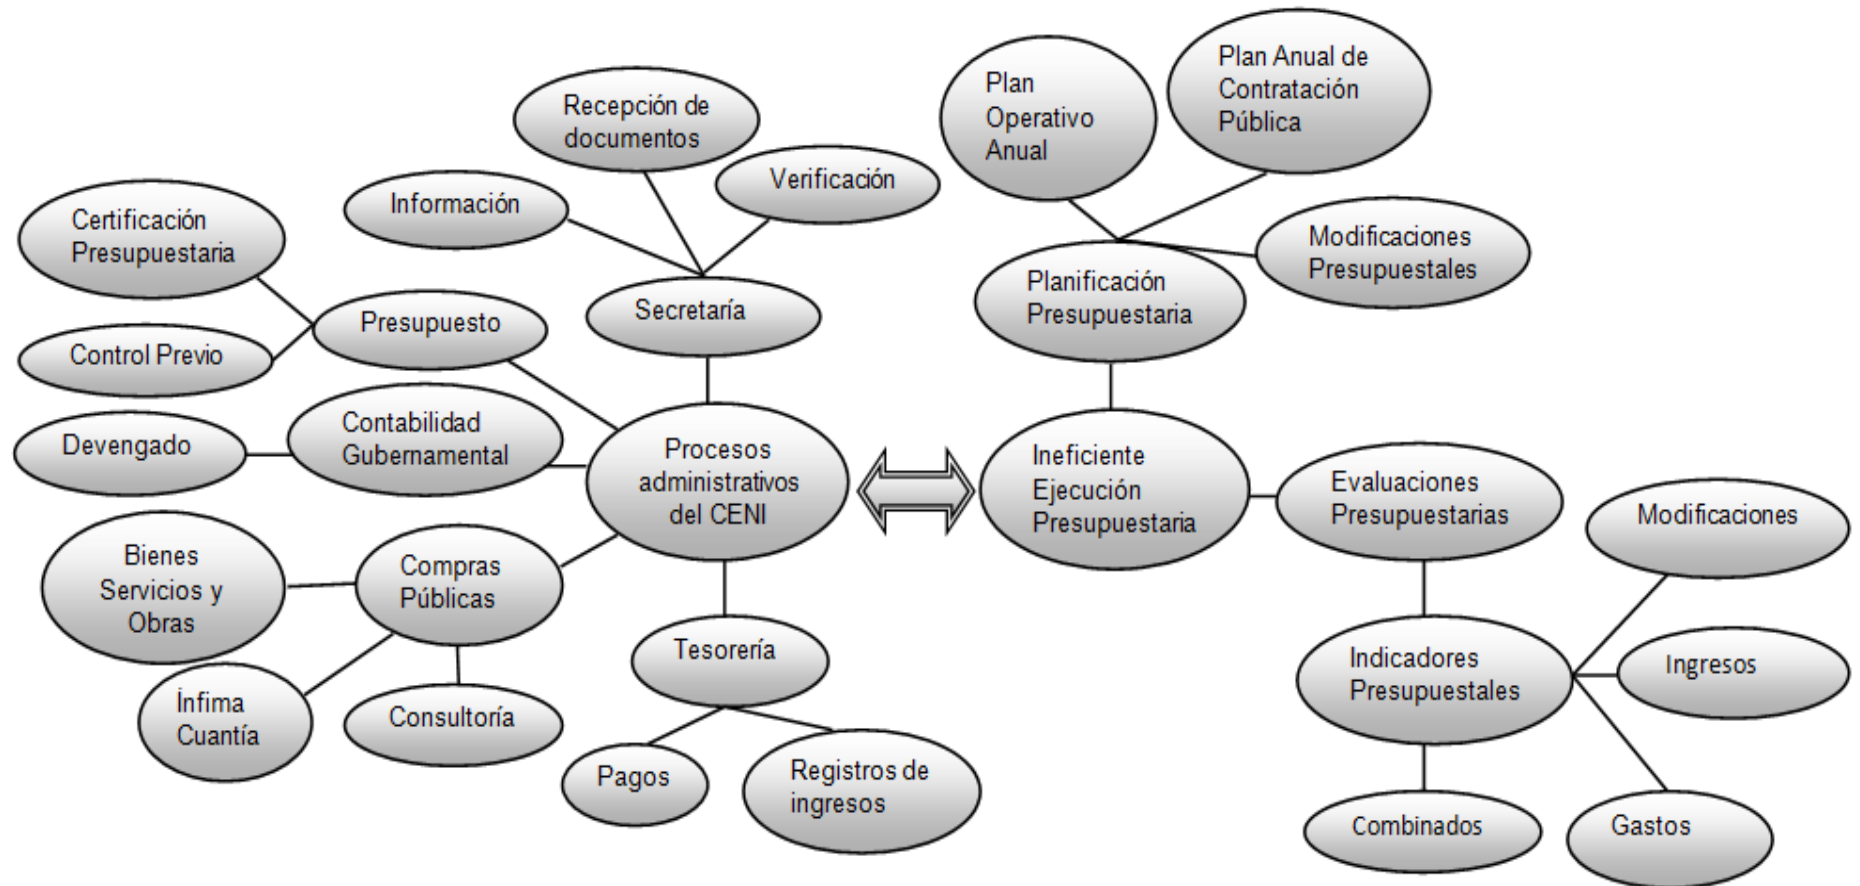 Recepción de
documentos
Información
Verificación
Secretaría
Certificación
Presupuestaria
Presupuesto
Control Previo
Contabilidad
Gubernamental
Devengado
Procesos
administrativos
del CENI
Bienes
Servicios y
Obras
Compras
Públicas
Ínfima
Cuantía
Consultoría
Tesorería
Pagos
Registros de
ingresos
Plan
Operativo
Anual
Plan Anual de
Contratación
Pública
Modificaciones
Presupuestales
Planificación
Presupuestaria
Ineficiente
Ejecución
Presupuestaria
Evaluaciones
Presupuestarias
Modificaciones
Indicadores
Presupuestales
Ingresos
Combinados
Gastos